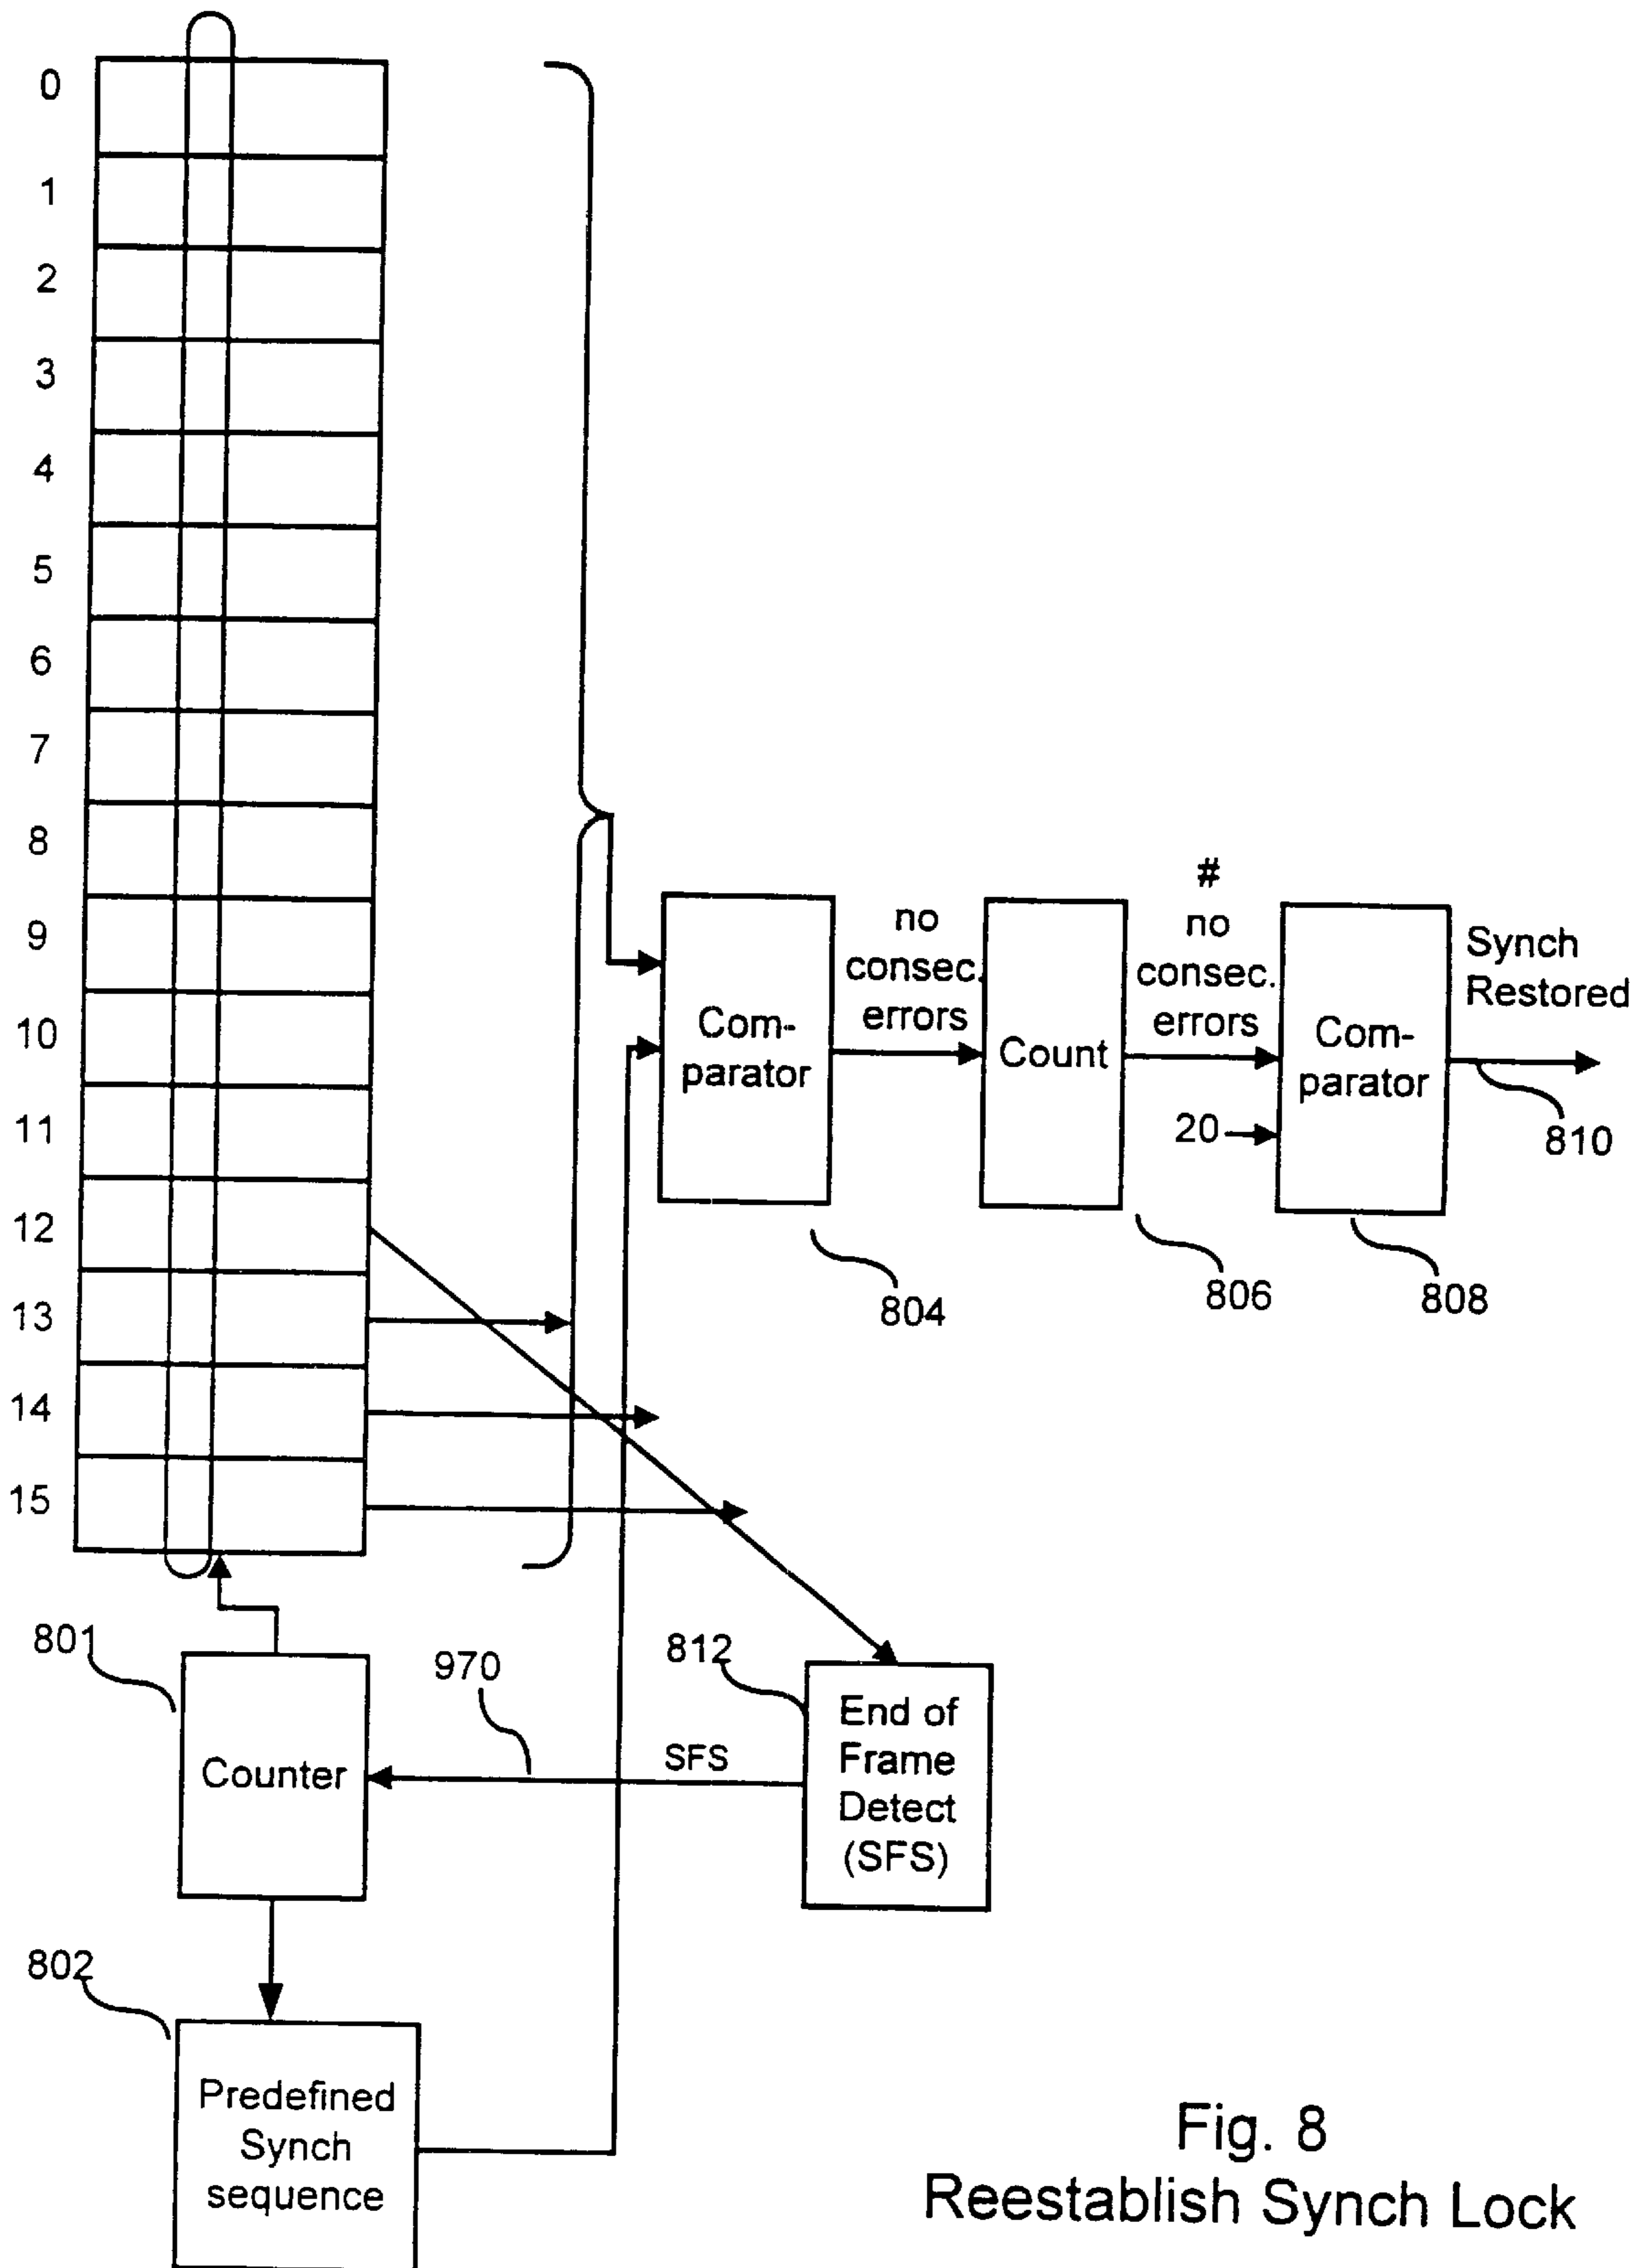 0
1
2
3
4
5
6
7
8
9
10
11
12
13
14
15
Com-
parator
804
no
consec.
errors
Count
806
#
no
consec.
errors
20
Com-
parator
808
Synch
Restored
810
801
Counter
970
SFS
812
End of
Frame
Detect
(SFS)
802
Predefined
Synch
sequence
Fig. 8
Reestablish Synch Lock